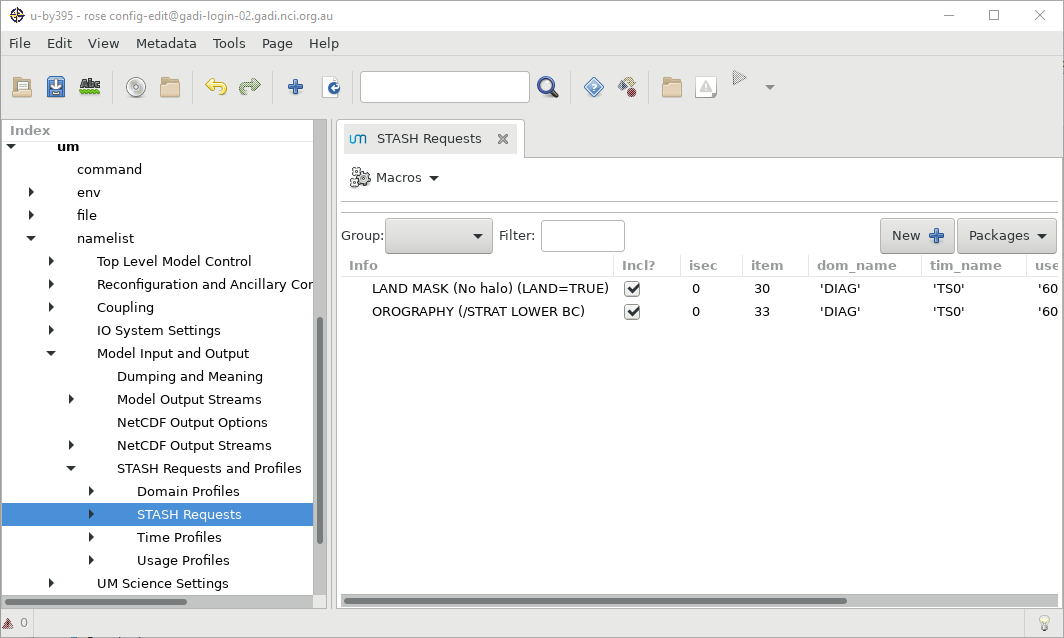 u-by395 - rose config-edit@gadi-login-02.gadi.nci.org.au
File Edit View Metadata Tools Page Help
Abc
Index
um
command
env
file
namelist
Top Level Model Control
Reconfiguration and Ancillary Cor
Coupling
IO System Settings
Model Input and Output
Dumping and Meaning
Model Output Streams
NetCDF Output Options
NetCDF Output Streams
STASH Requests and Profiles
Domain Profiles
STASH Requests
Time Profiles
Usage Profiles
UM Science Settings
um STASH Requests
Macros
Group: Filter: New Packages
Info Incl? isec item dom_name tim_name use
LAND MASK (No halo) (LAND=TRUE) 0 30 'DIAG' 'TS0' '60
OROGRAPHY (/STRAT LOWER BC) 0 33 'DIAG' 'TS0' '60
0